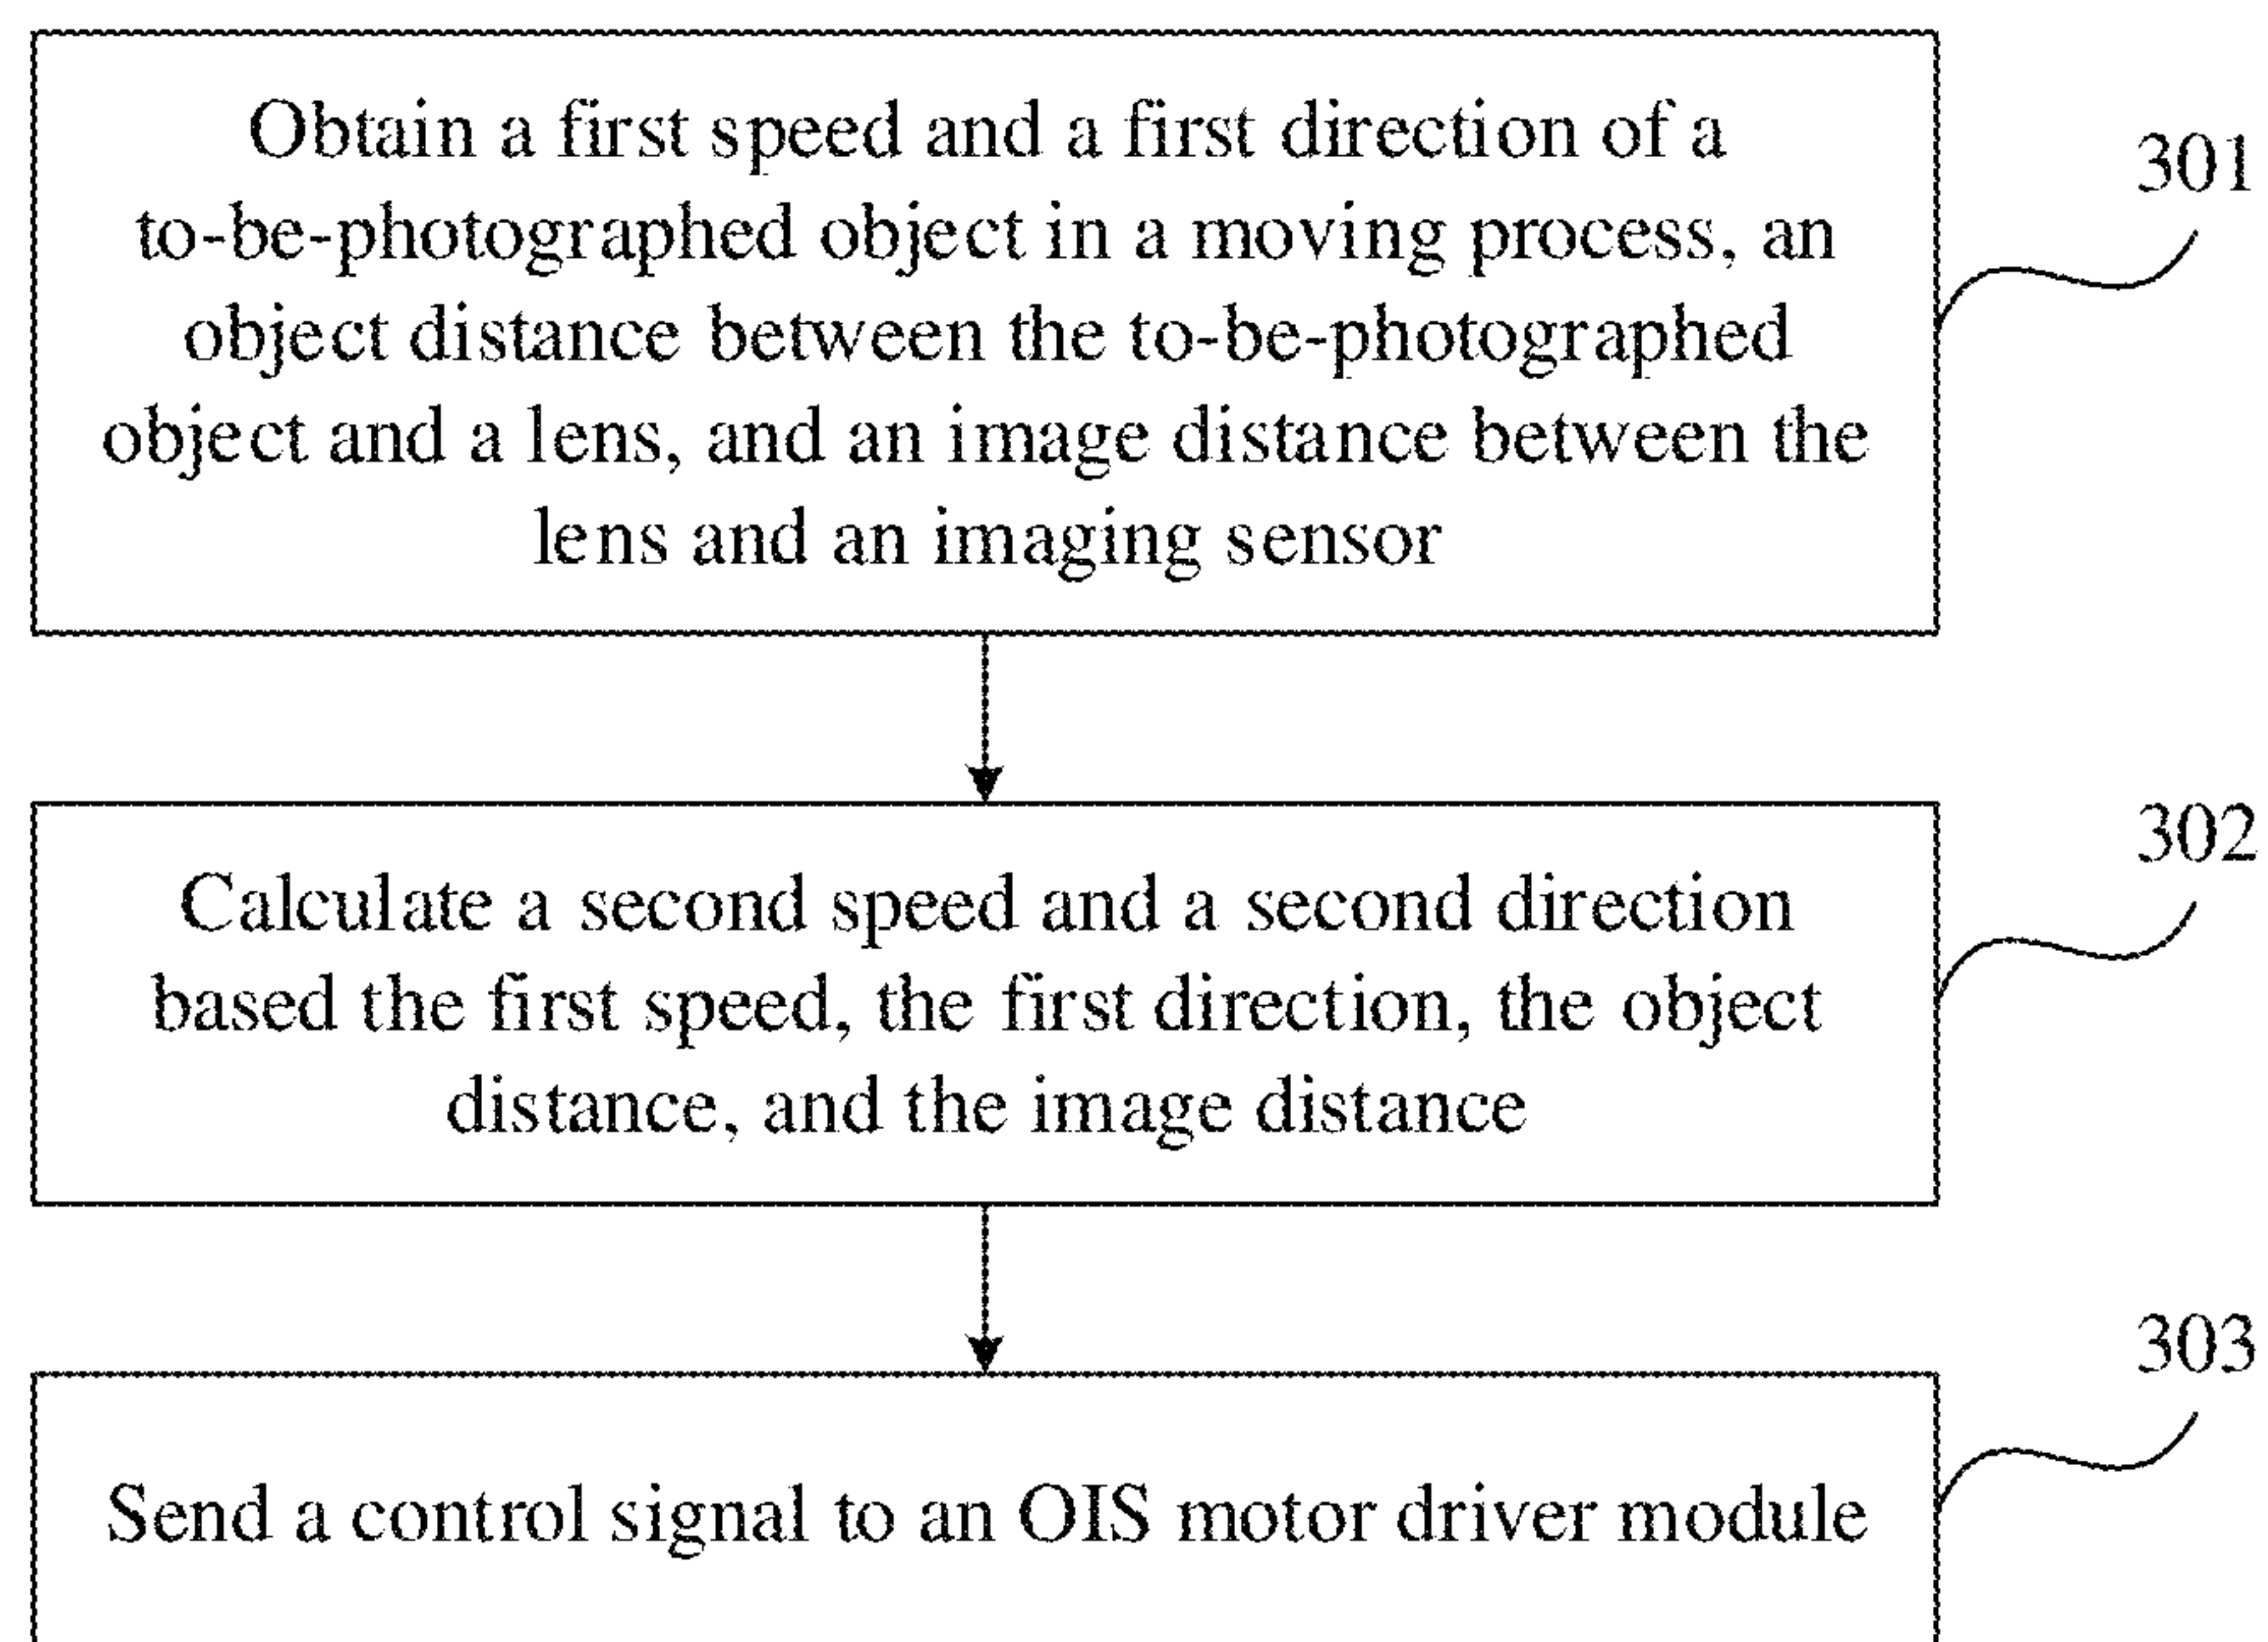 Obtain a first speed and a first direction of a
to-be-photographed object in a moving process, an
object distance between the to-be-photographed
object and a lens, and an image distance between the
lens and an imaging sensor
301
Calculate a second speed and a second direction
based the first speed, the first direction, the object
distance, and the image distance
302
Send a control signal to an OIS motor driver module
303